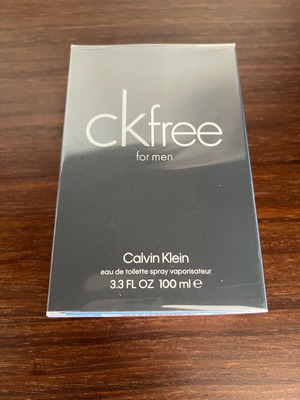 ckfree
for men
Calvin Klein
eau de toilette spray vaporisateur
3.3 FL OZ 100 ml ℮